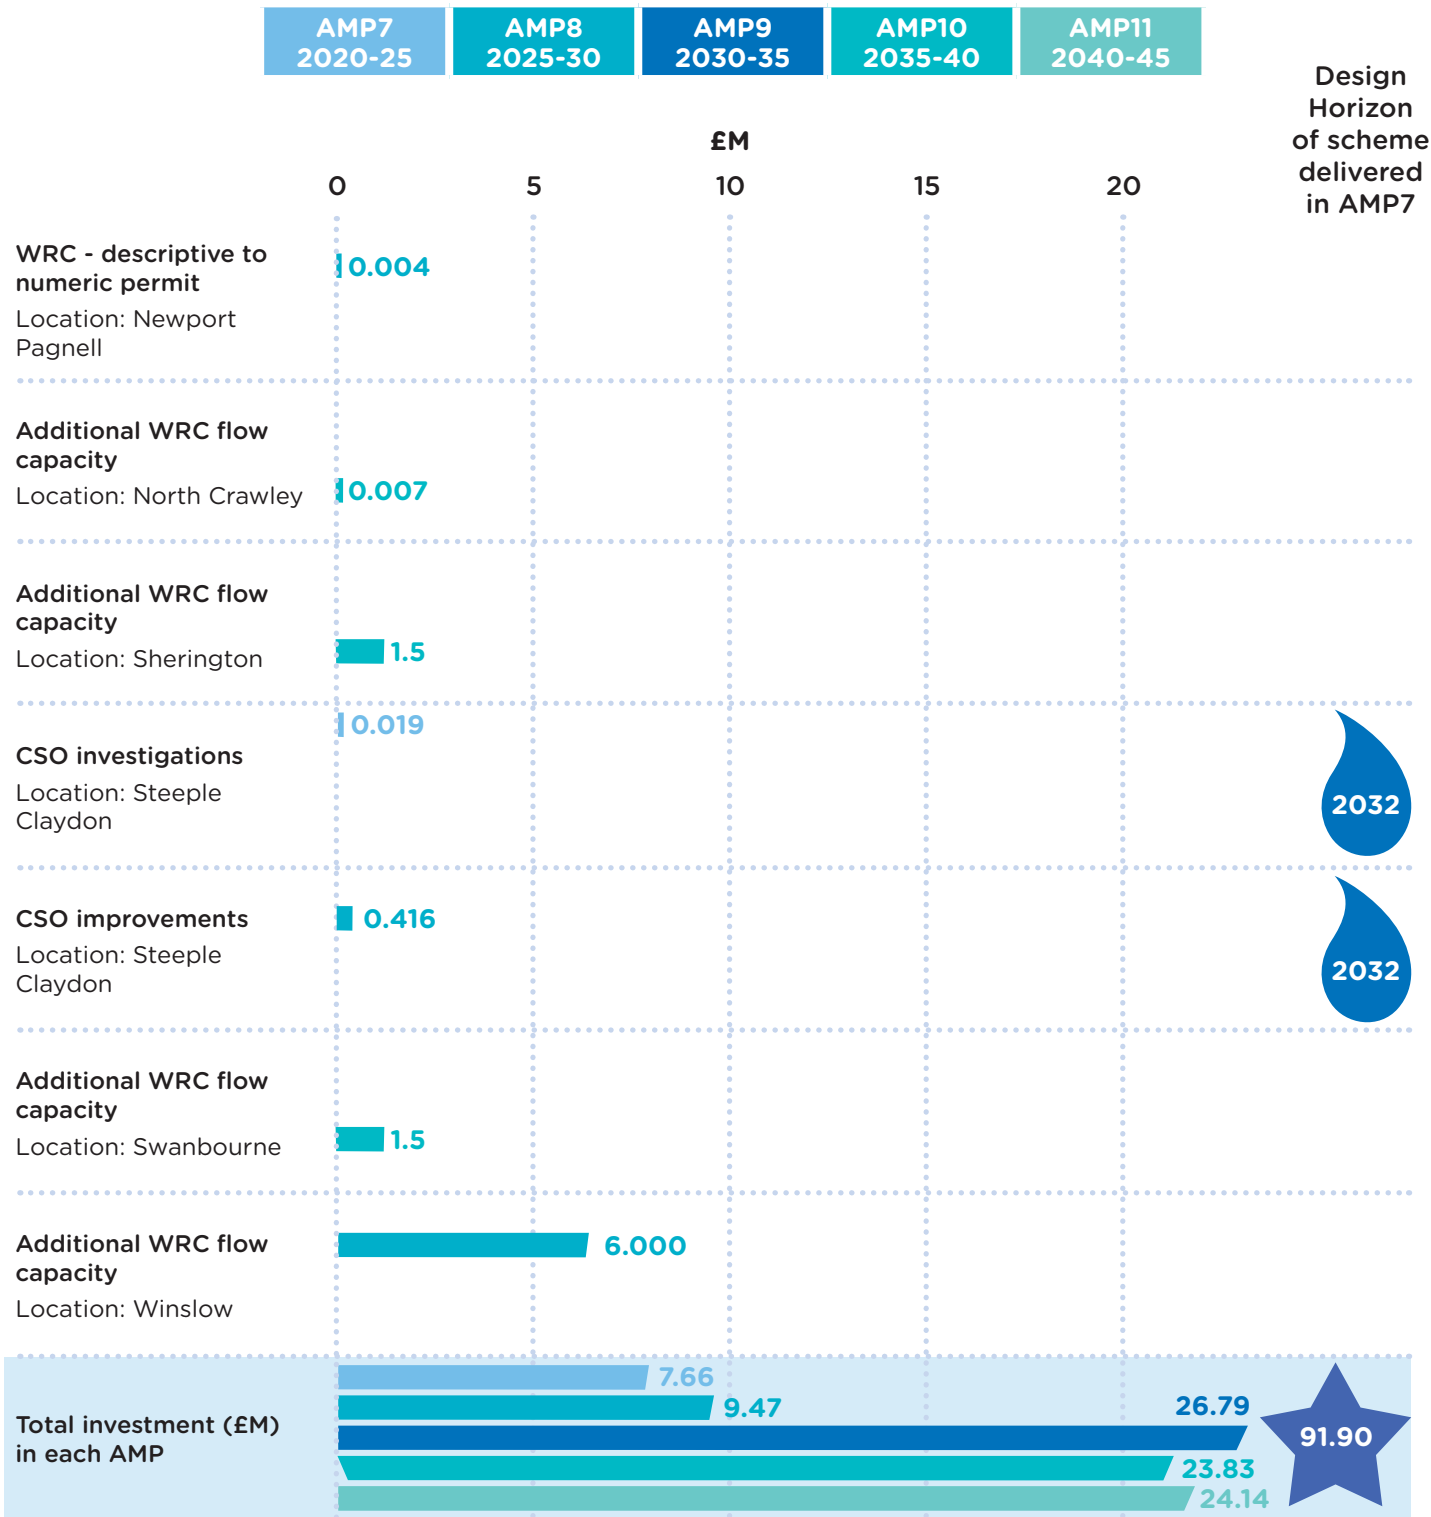 AMP7
2020-25
AMP8
2025-30
AMP9
2030-35
AMP10
2035-40
AMP11
2040-45
Design
Horizon
of scheme
delivered
in AMP7
£M
0 5 10 15 20
WRC - descriptive to
numeric permit
Location: Newport
Pagnell
0.004
Additional WRC flow
capacity
Location: North Crawley
0.007
Additional WRC flow
capacity
Location: Sherington
1.5
0.019
CSO investigations
Location: Steeple
Claydon
2032
CSO improvements
Location: Steeple
Claydon
0.416
2032
Additional WRC flow
capacity
Location: Swanbourne
1.5
Additional WRC flow
capacity
Location: Winslow
6.000
Total investment (£M)
in each AMP
7.66
9.47
26.79
23.83
24.14
91.90